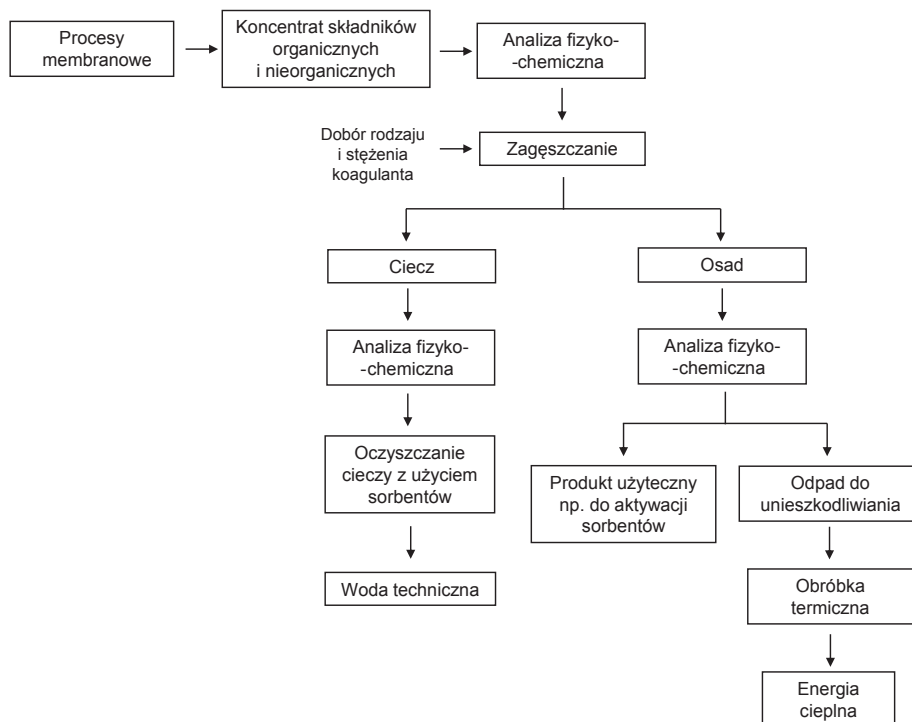 Procesy
membranowe
Koncentrat składników
organicznych
i nieorganicznych
Analiza fizyko-
-chemiczna
Dobór rodzaju
i stężenia
koagulanta
Zagęszczanie
Ciecz
Osad
Analiza fizyko-
-chemiczna
Analiza fizyko-
-chemiczna
Oczyszczanie
cieczy z użyciem
sorbentów
Produkt użyteczny
np. do aktywacji
sorbentów
Odpad do
unieszkodliwiania
Woda techniczna
Obróbka
termiczna
Energia
cieplna